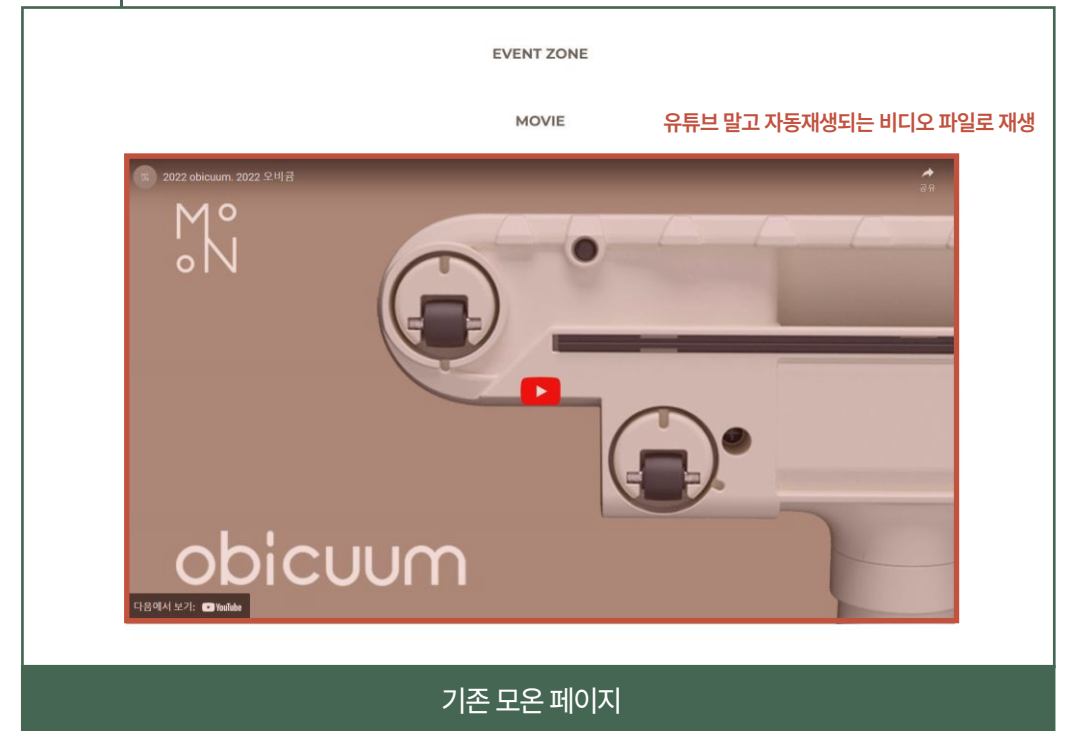 EVENT ZONE
MOVIE
유튜브 말고 자동재생되는 비디오 파일로 재생
2022 obicuum. 2022 오비큠
공유
MOON
obicuum
다음에서 보기: YouTube
기존 모온 페이지